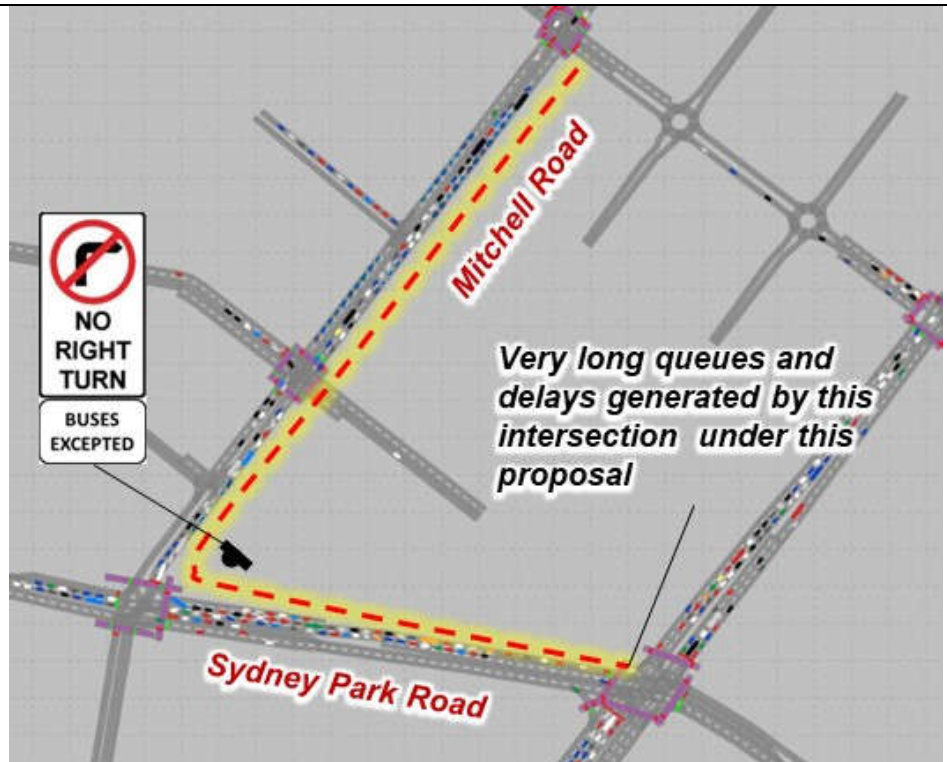 Mitchell Road
NO
RIGHT
TURN
BUSES
EXCEPTED
Very long queues and
delays generated by this
intersection under this
proposal
Sydney Park Road